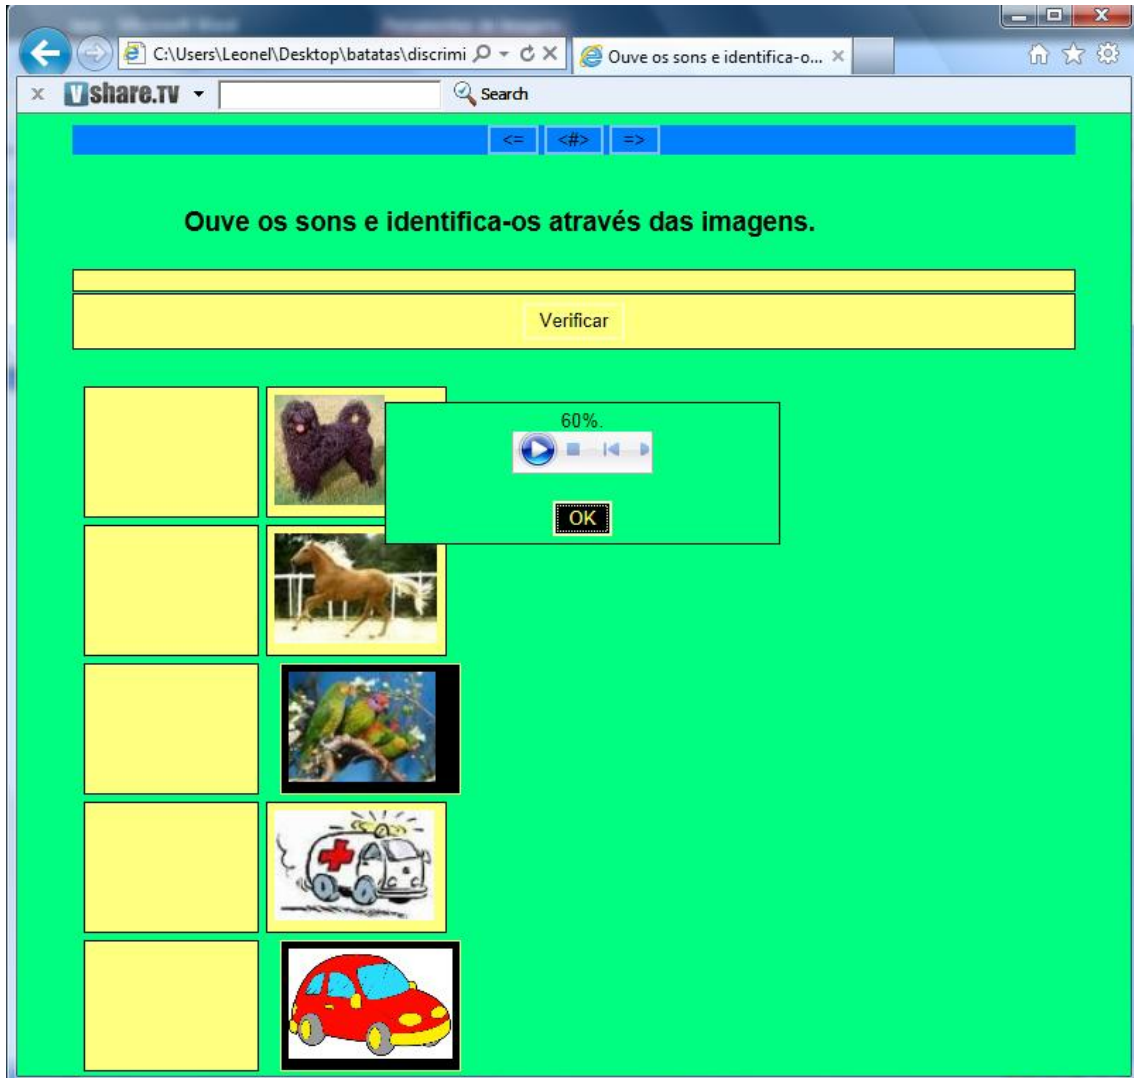 C:\Users\Leonel\Desktop\batatas\discrimi
Ouve os sons e identifica-o...
Vshare.TV
Search
<=
<#>
=>
Ouve os sons e identifica-os através das imagens.
Verificar
60%.
OK